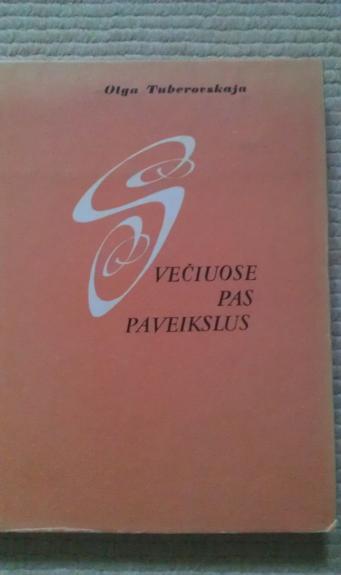 Olga Tuberovskaja
SVEČIUOSE
PAS
PAVEIKSLUS